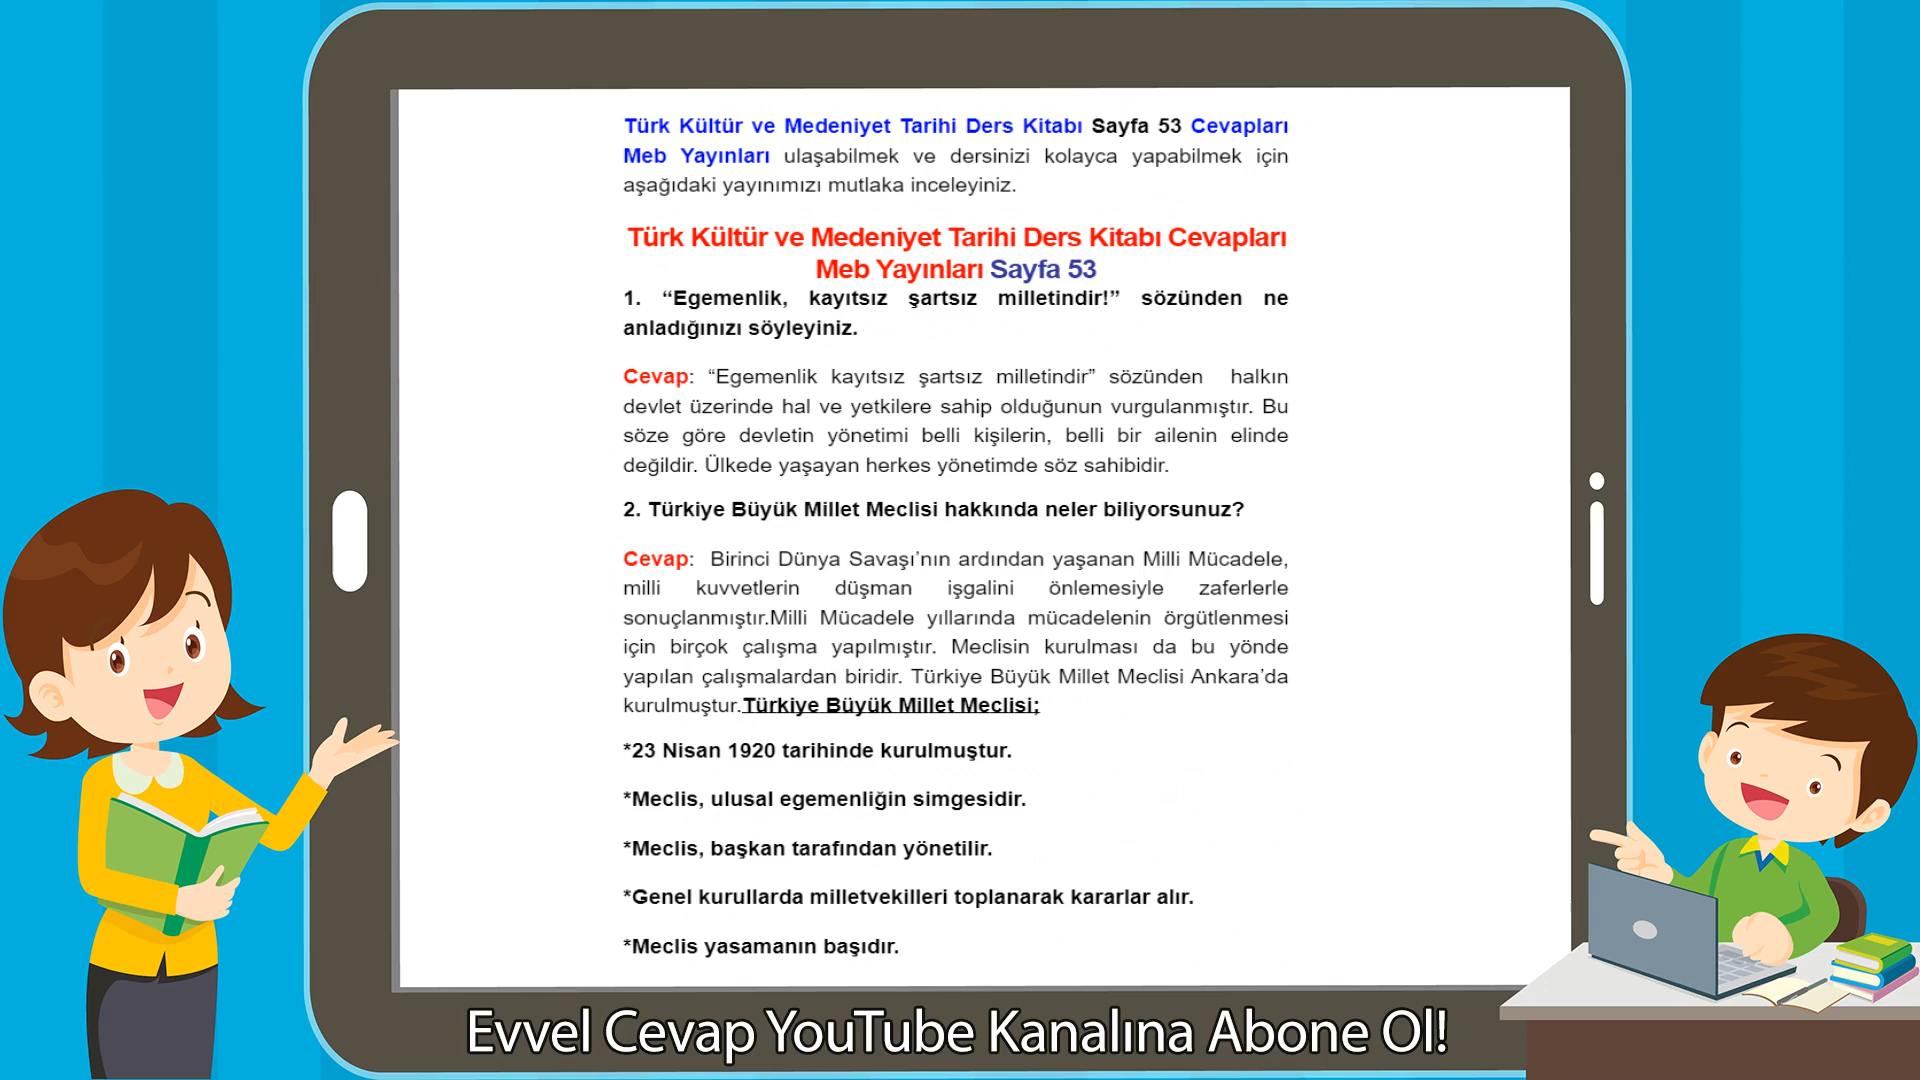 Türk Kültür ve Medeniyet Tarihi Ders Kitabı Sayfa 53 Cevapları
Meb Yayınları ulaşabilmek ve dersinizi kolayca yapabilmek için
aşağıdaki yayınımızı mutlaka inceleyiniz.
Türk Kültür ve Medeniyet Tarihi Ders Kitabı Cevapları
Meb Yayınları Sayfa 53
1. “Egemenlik, kayıtsız şartsız milletindir!” sözünden ne
anladığınızı söyleyiniz.
Cevap: “Egemenlik kayıtsız şartsız milletindir” sözünden halkın
devlet üzerinde hal ve yetkilere sahip olduğunun vurgulanmıştır. Bu
söze göre devletin yönetimi belli kişilerin, belli bir ailenin elinde
değildir. Ülkede yaşayan herkes yönetimde söz sahibidir.
2. Türkiye Büyük Millet Meclisi hakkında neler biliyorsunuz?
Cevap: Birinci Dünya Savaşı’nın ardından yaşanan Milli Mücadele,
milli kuvvetlerin düşman işgalini önlemesiyle zaferlerle
sonuçlanmıştır.Milli Mücadele yıllarında mücadelenin örgütlenmesi
için birçok çalışma yapılmıştır. Meclisin kurulması da bu yönde
yapılan çalışmalardan biridir. Türkiye Büyük Millet Meclisi Ankara’da
kurulmuştur.Türkiye Büyük Millet Meclisi;
*23 Nisan 1920 tarihinde kurulmuştur.
*Meclis, ulusal egemenliğin simgesidir.
*Meclis, başkan tarafından yönetilir.
*Genel kurullarda milletvekilleri toplanarak kararlar alır.
*Meclis yasamanın başıdır.
Evvel Cevap YouTube Kanalına Abone Ol!